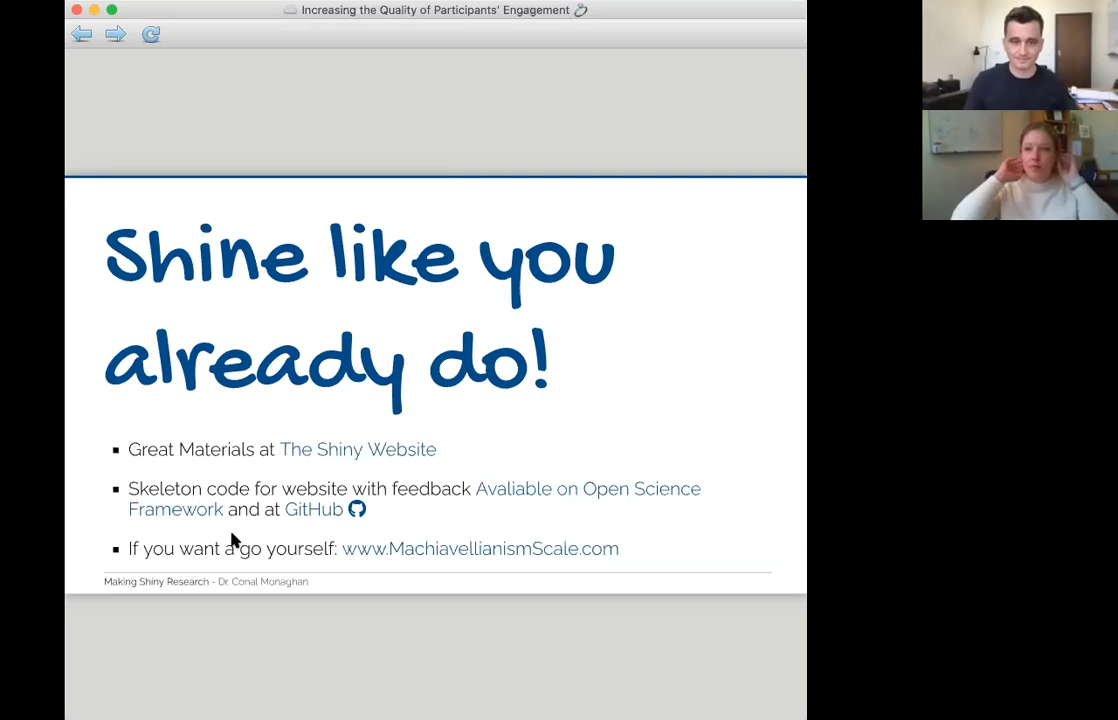 Increasing the Quality of Participants' Engagement
Shine like you
already do!
Great Materials at The Shiny Website
Skeleton code for website with feedback Avaliable on Open Science
Framework and at GitHub
If you want a go yourself: www.MachiavellianismScale.com
Making Shiny Research - Dr. Conal Monaghan